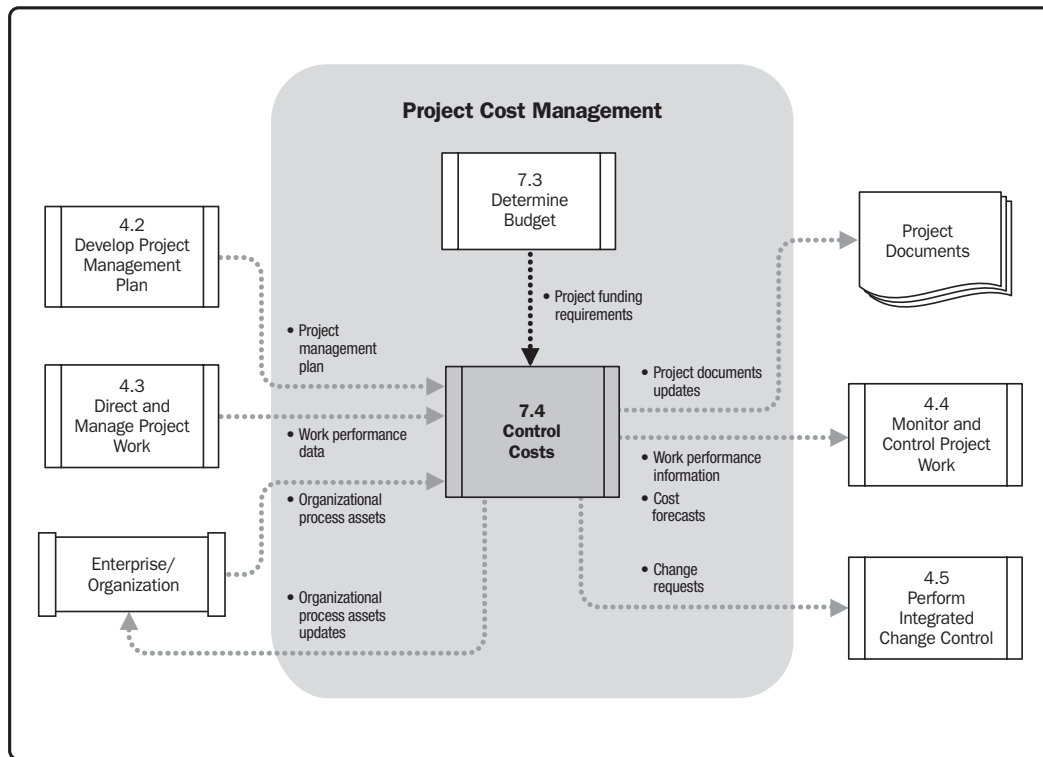 Project Cost Management
7.3
Determine
Budget
4.2
Develop Project
Management
Plan
Project
Documents
• Project funding
requirements
• Project
management
plan
4.3
Direct and
Manage Project
Work
• Work performance
data
7.4
Control
Costs
• Project documents
updates
4.4
Monitor and
Control Project
Work
• Work performance
information
• Cost
forecasts
• Organizational
process assets
Enterprise/
Organization
• Organizational
process assets
updates
• Change
requests
4.5
Perform
Integrated
Change Control